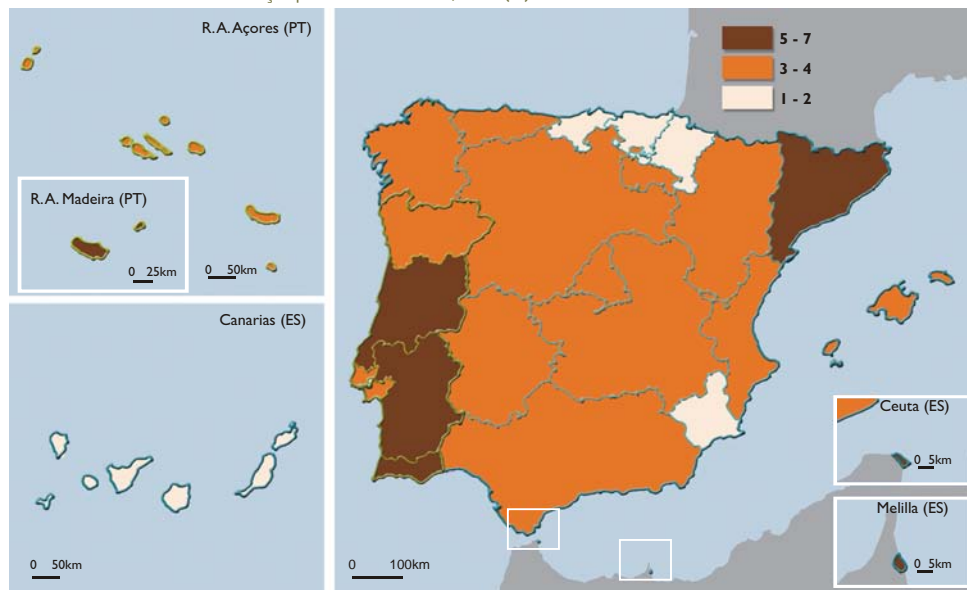 R.A. Açores (PT)
R.A. Madeira (PT)
0 25km
0 50km
Canarias (ES)
0 50km
5 - 7
3 - 4
1 - 2
0 100km
Ceuta (ES)
0 5km
Melilla (ES)
0 5km